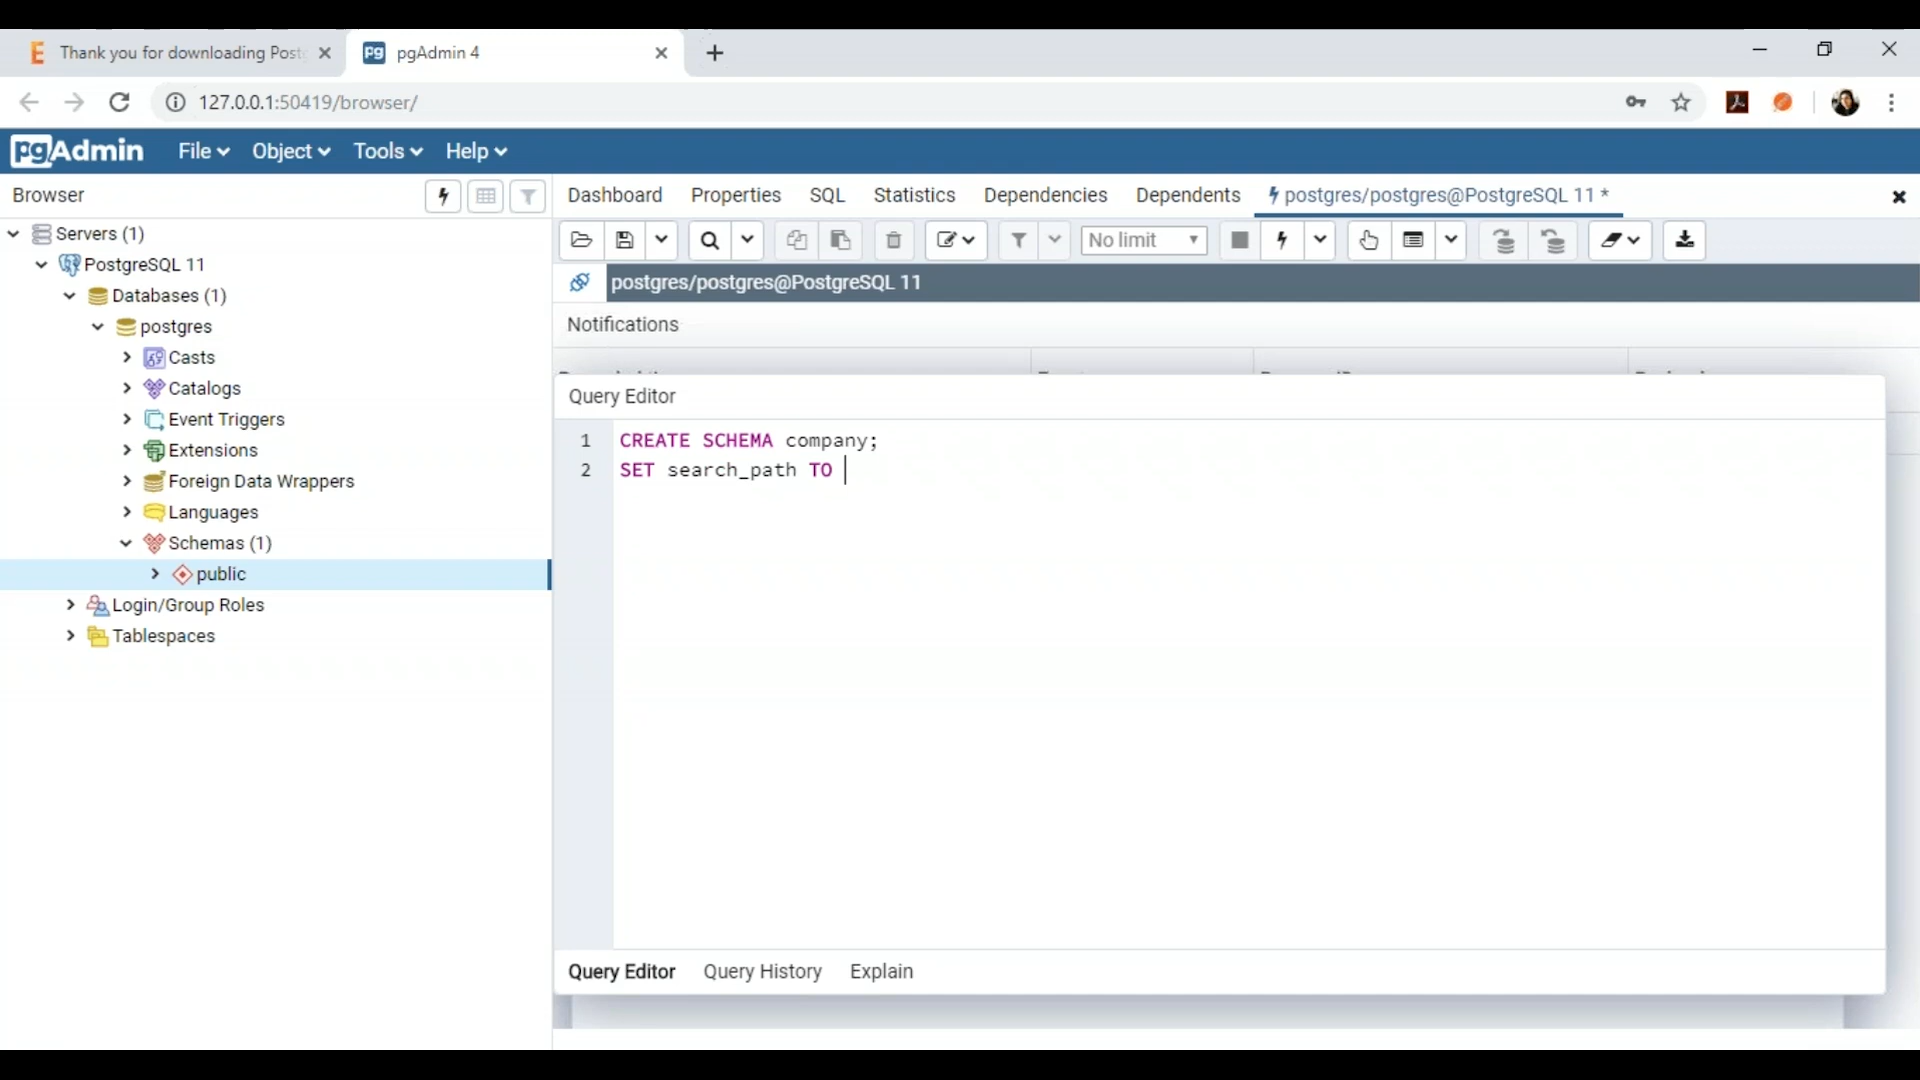 Thank you for downloading Post
pgAdmin 4
127.0.0.1:50419/browser/
pgAdmin
File
Object
Tools
Help
Browser
Dashboard
Properties
SQL
Statistics
Dependencies
Dependents
postgres/postgres@PostgreSQL 11 *
No limit
postgres/postgres@PostgreSQL 11
Notifications
Servers (1)
PostgreSQL 11
Databases (1)
postgres
Casts
Catalogs
Event Triggers
Extensions
Foreign Data Wrappers
Languages
Schemas (1)
public
Login/Group Roles
Tablespaces
Query Editor
1 CREATE SCHEMA company;
2 SET search_path TO
Query Editor
Query History
Explain